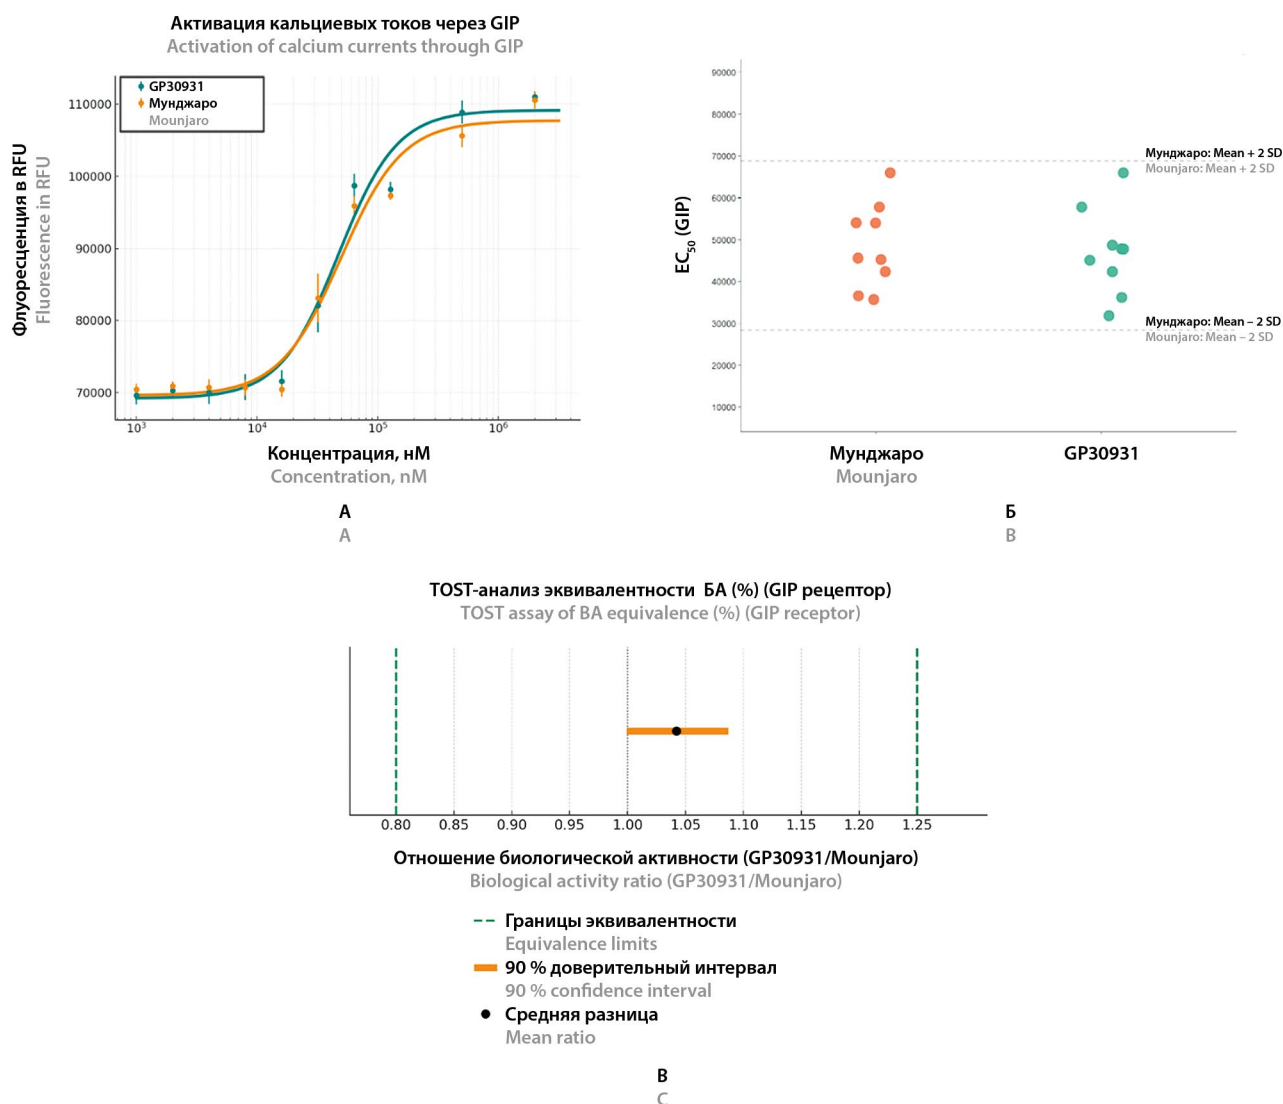 Активация кальциевых токов через GIP
Activation of calcium currents through GIP
GP30931
Мунджаро
Mounjaro
Флуоресценция в RFU
Fluorescence in RFU
110000
100000
90000
80000
70000
10³
10⁴
10⁵
10⁶
Концентрация, нМ
Concentration, nM
А
A
EC₅₀ (GIP)
90000
80000
70000
60000
50000
40000
30000
20000
10000
Мунджаро: Mean + 2 SD
Mounjaro: Mean + 2 SD
Мунджаро: Mean – 2 SD
Mounjaro: Mean – 2 SD
Мунджаро
Mounjaro
GP30931
Б
B
TOST-анализ эквивалентности БА (%) (GIP рецептор)
TOST assay of BA equivalence (%) (GIP receptor)
0.80 0.85 0.90 0.95 1.00 1.05 1.10 1.15 1.20 1.25
Отношение биологической активности (GP30931/Mounjaro)
Biological activity ratio (GP30931/Mounjaro)
Границы эквивалентности
Equivalence limits
90 % доверительный интервал
90 % confidence interval
Средняя разница
Mean ratio
В
C